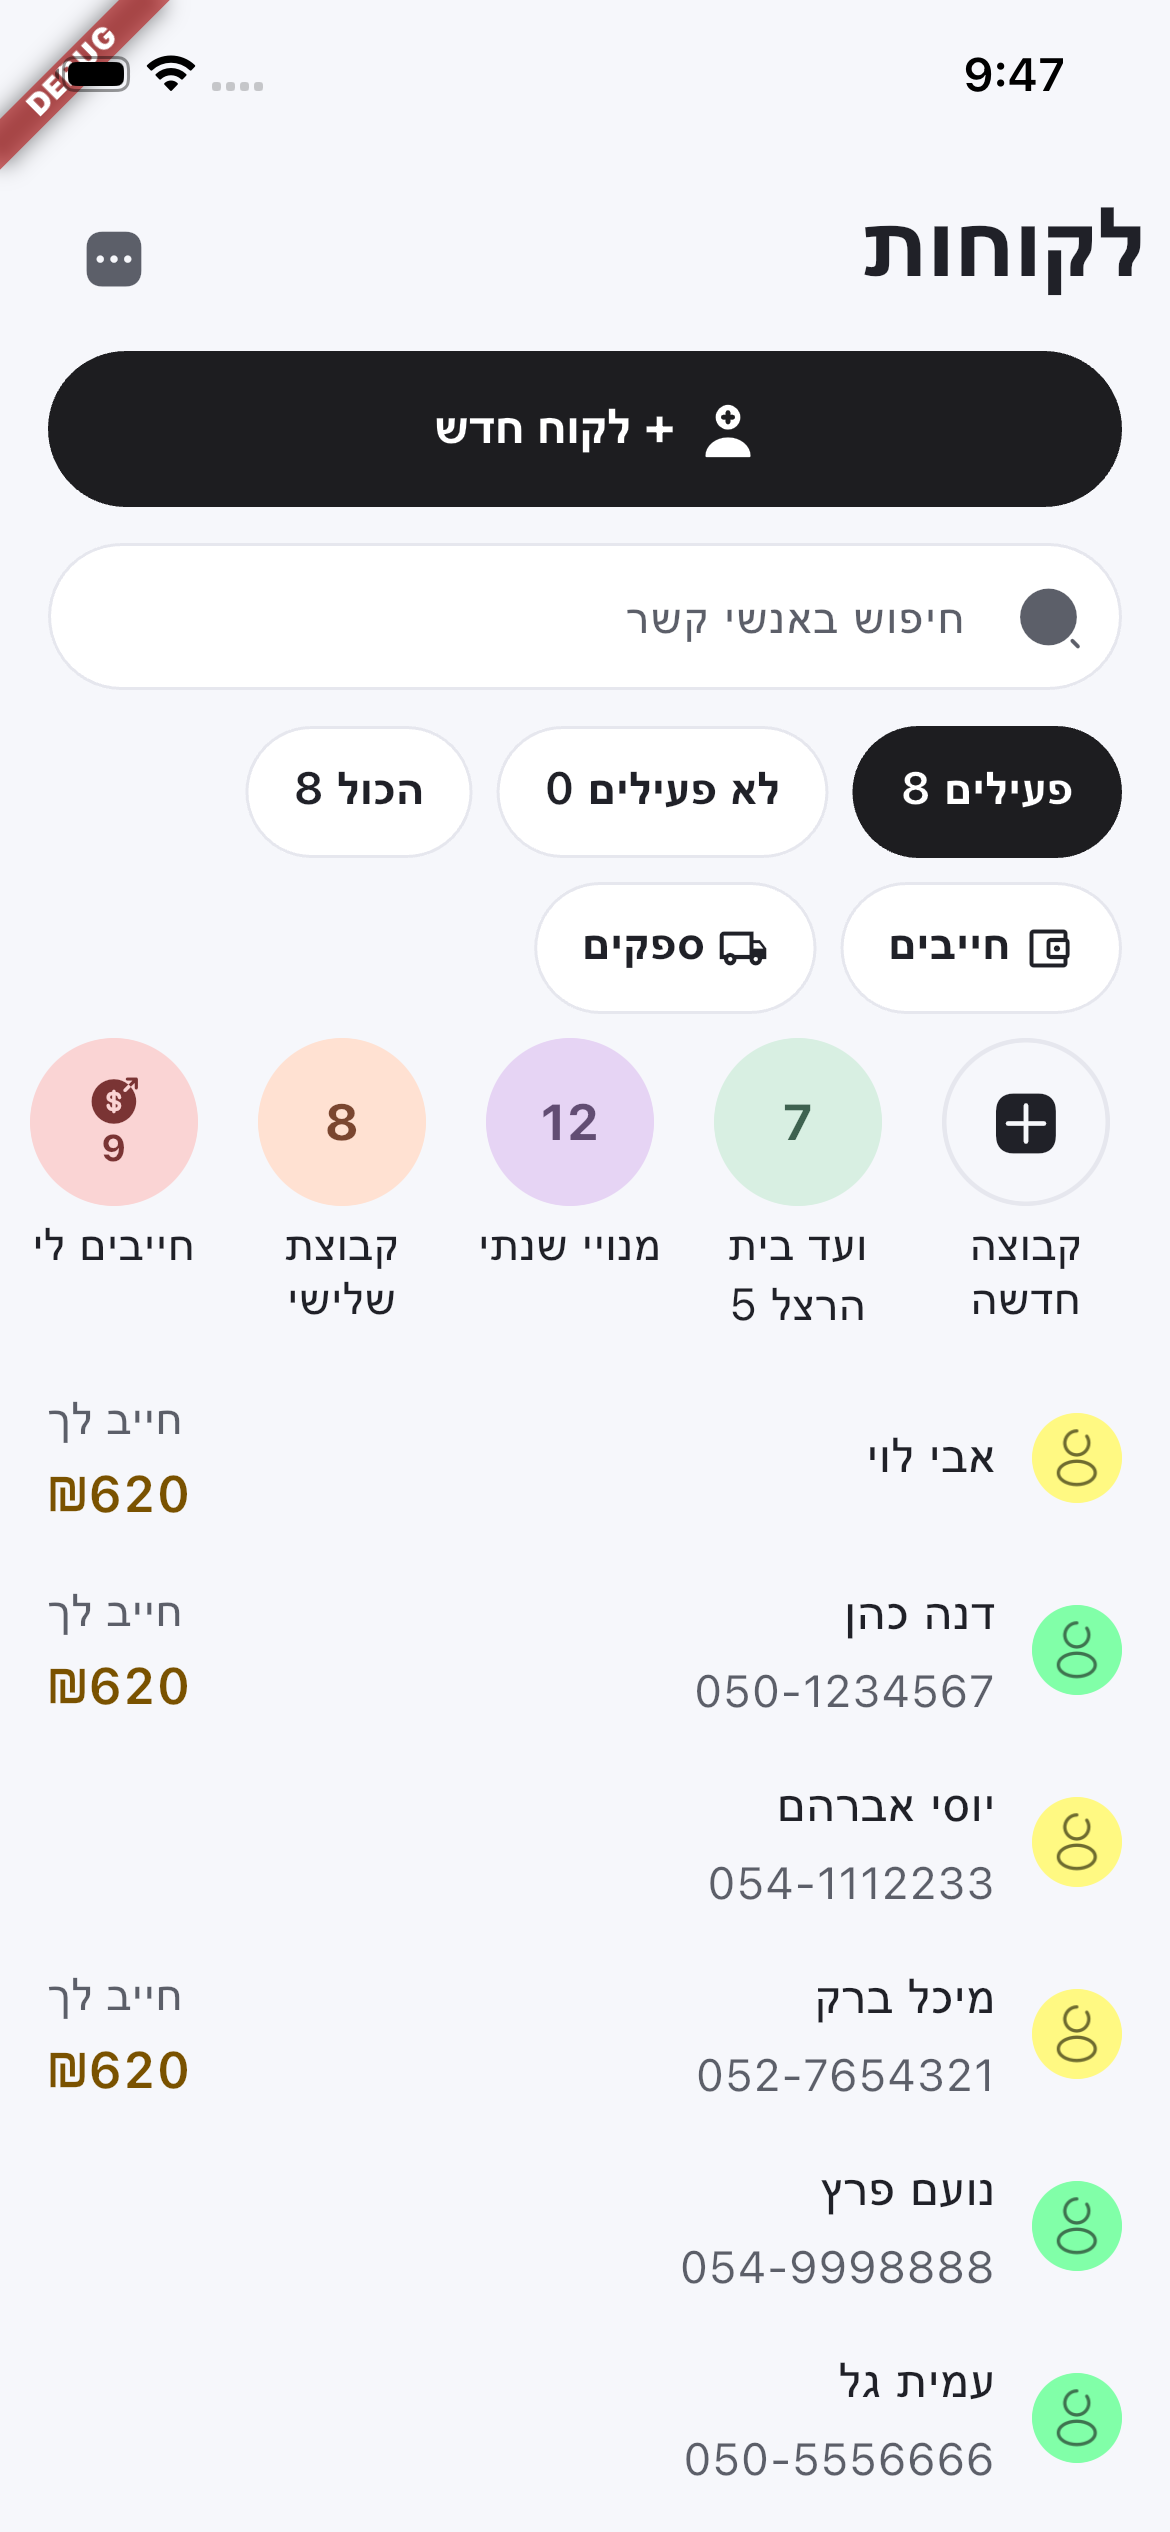 DEBUG
9:47
לקוחות
+ לקוח חדש
חיפוש באנשי קשר
פעילים 8
לא פעילים 0
הכול 8
חייבים
ספקים
7
12
8
$
9
קבוצה
חדשה
ועד בית
הרצל 5
מנויי שנתי
קבוצת
שלישי
חייבים לי
אבי לוי
חייב לך
₪620
דנה כהן
050-1234567
חייב לך
₪620
יוסי אברהם
054-1112233
מיכל ברק
052-7654321
חייב לך
₪620
נועם פרץ
054-9998888
עמית גל
050-5556666